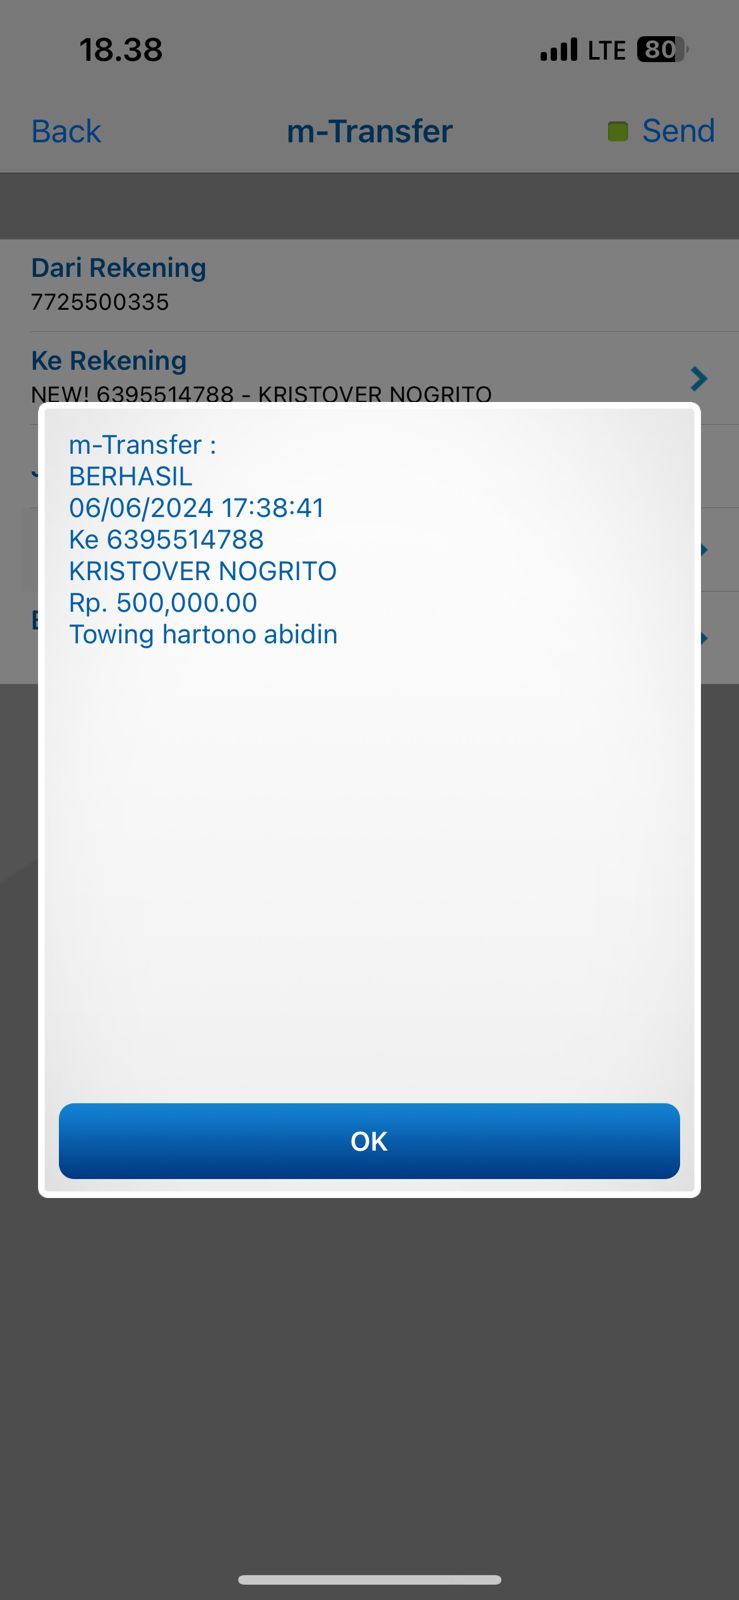 18.38
LTE 80
Back
m-Transfer
Send
Dari Rekening
7725500335
Ke Rekening
NEW! 6395514788 - KRISTOVER NOGRITO
m-Transfer :
BERHASIL
06/06/2024 17:38:41
Ke 6395514788
KRISTOVER NOGRITO
Rp. 500,000.00
Towing hartono abidin
OK